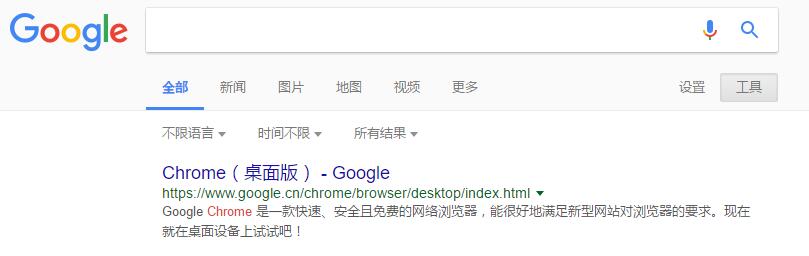 Google
全部 新闻 图片 地图 视频 更多 设置 工具
不限语言 时间不限 所有结果
Chrome（桌面版） - Google
https://www.google.cn/chrome/browser/desktop/index.html
Google Chrome 是一款快速、安全且免费的网络浏览器，能很好地满足新型网站对浏览器的要求。现在
就在桌面设备上试试吧！